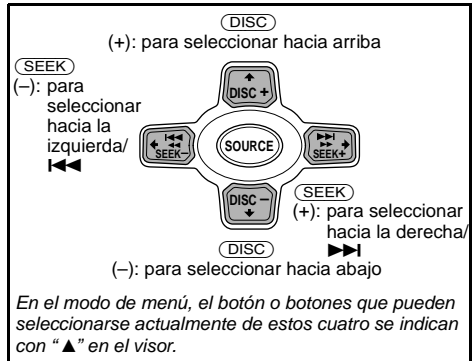 DISC
(+): para seleccionar hacia arriba
SEEK
(–): para
seleccionar
hacia la
izquierda/
⏮
DISC +
SEEK–
SOURCE
SEEK+
DISC –
SEEK
(+): para seleccionar
hacia la derecha/
⏭
DISC
(–): para seleccionar hacia abajo
En el modo de menú, el botón o botones que pueden
seleccionarse actualmente de estos cuatro se indican
con “▲” en el visor.